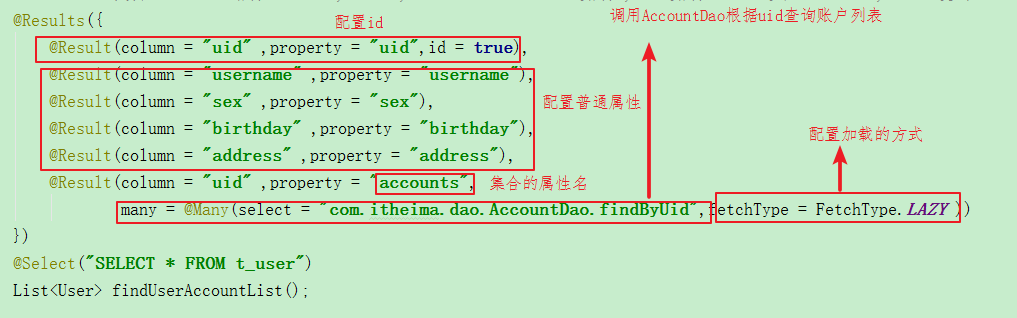 @Results({
配置id
调用AccountDao根据uid查询账户列表
@Result(column = "uid" ,property = "uid",id = true),
@Result(column = "username" ,property = "username"),
@Result(column = "sex" ,property = "sex"),
配置普通属性
@Result(column = "birthday" ,property = "birthday"),
配置加载的方式
@Result(column = "address" ,property = "address"),
@Result(column = "uid" ,property = "accounts",
集合的属性名
many = @Many(select = "com.itheima.dao.AccountDao.findByUid",fetchType = FetchType.LAZY ))
})
@Select("SELECT * FROM t_user")
List<User> findUserAccountList();